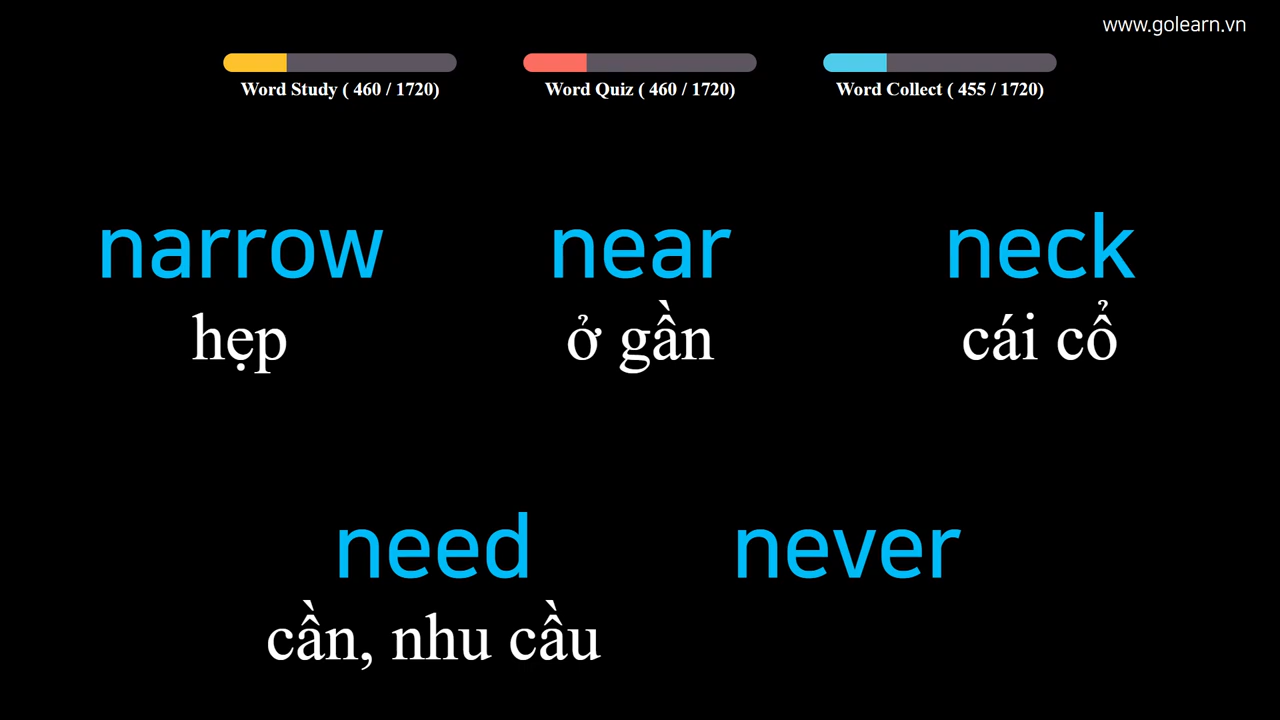 www.golearn.vn
Word Study ( 460 / 1720)
Word Quiz ( 460 / 1720)
Word Collect ( 455 / 1720)
narrow
near
neck
hẹp
ở gần
cái cổ
need
never
cần, nhu cầu